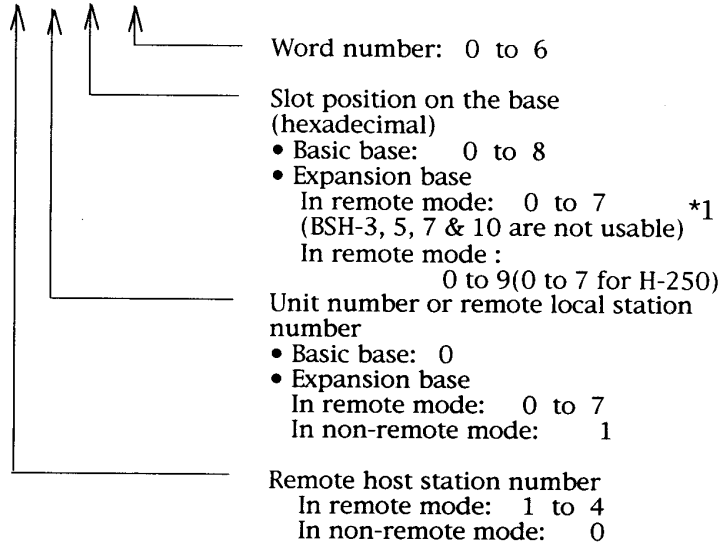 Word number: 0 to 6
Slot position on the base
(hexadecimal)
• Basic base: 0 to 8
• Expansion base
In remote mode: 0 to 7 *1
(BSH-3, 5, 7 & 10 are not usable)
In remote mode :
0 to 9(0 to 7 for H-250)
Unit number or remote local station
number
• Basic base: 0
• Expansion base
In remote mode: 0 to 7
In non-remote mode: 1
Remote host station number
In remote mode: 1 to 4
In non-remote mode: 0